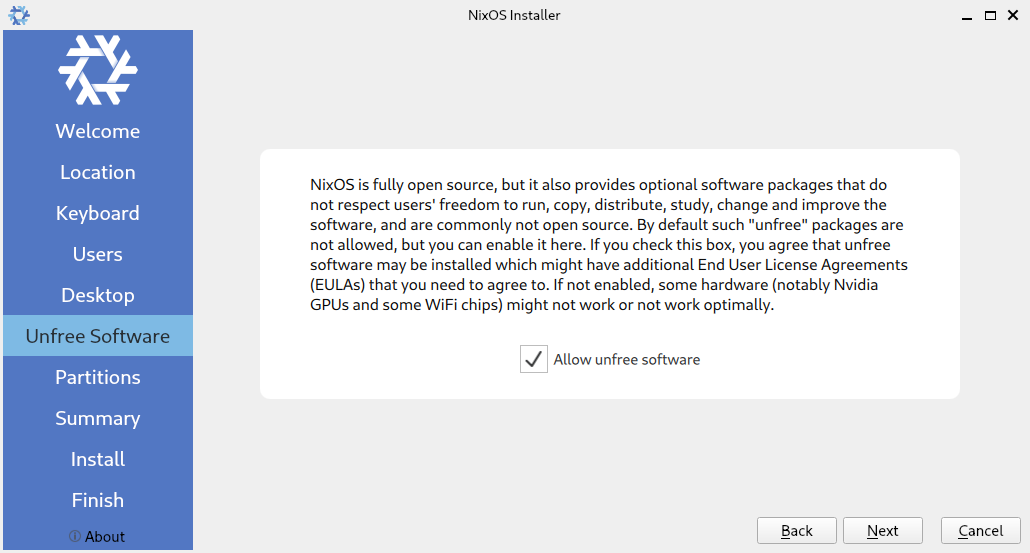 NixOS Installer
Welcome
Location
Keyboard
Users
Desktop
Unfree Software
Partitions
Summary
Install
Finish
About
NixOS is fully open source, but it also provides optional software packages that do
not respect users' freedom to run, copy, distribute, study, change and improve the
software, and are commonly not open source. By default such "unfree" packages are
not allowed, but you can enable it here. If you check this box, you agree that unfree
software may be installed which might have additional End User License Agreements
(EULAs) that you need to agree to. If not enabled, some hardware (notably Nvidia
GPUs and some WiFi chips) might not work or not work optimally.
Allow unfree software
Back
Next
Cancel